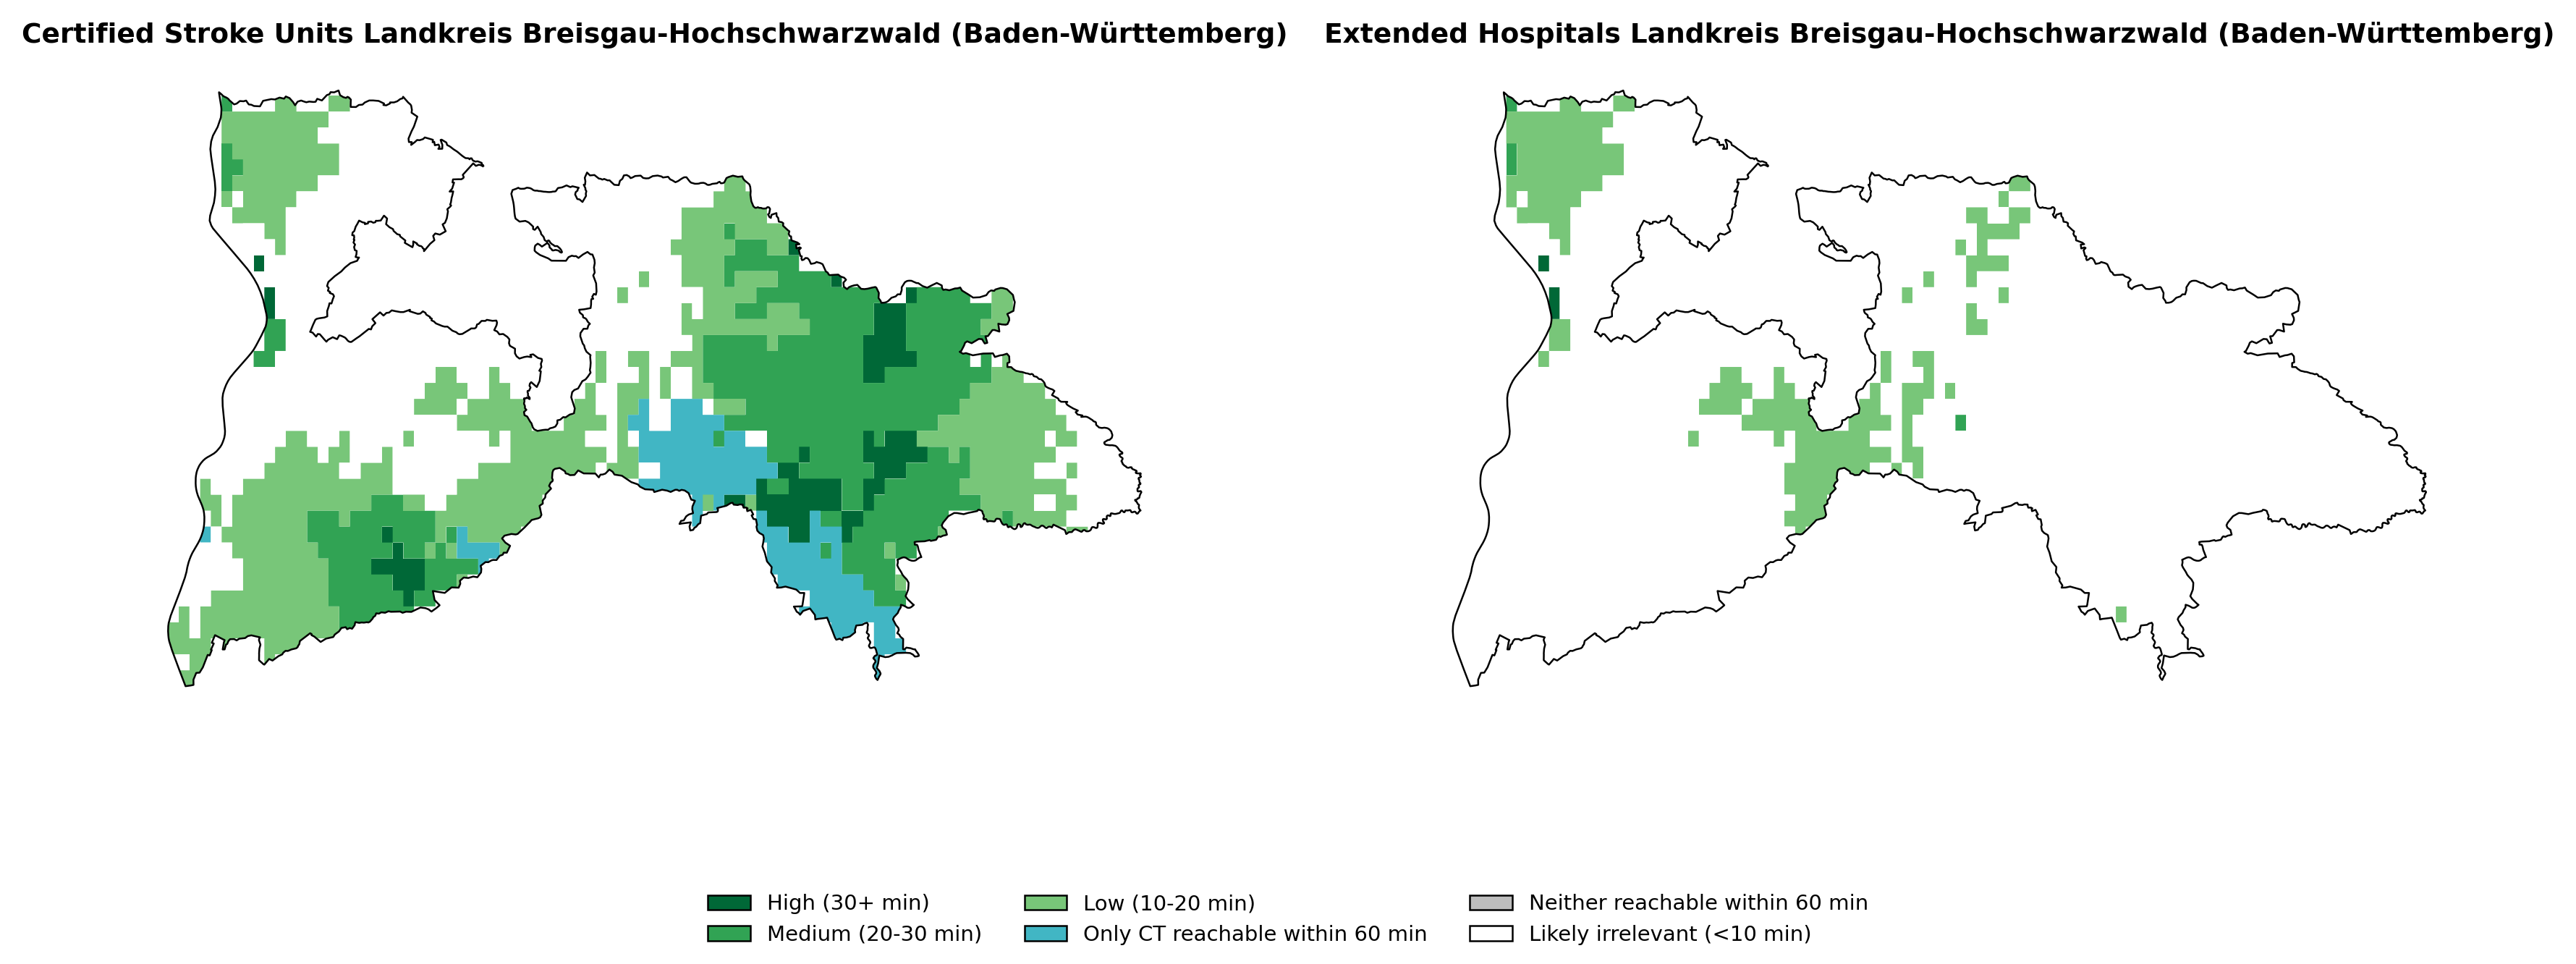 Certified Stroke Units Landkreis Breisgau-Hochschwarzwald (Baden-Württemberg)
Extended Hospitals Landkreis Breisgau-Hochschwarzwald (Baden-Württemberg)
High (30+ min)
Medium (20-30 min)
Low (10-20 min)
Only CT reachable within 60 min
Neither reachable within 60 min
Likely irrelevant (<10 min)